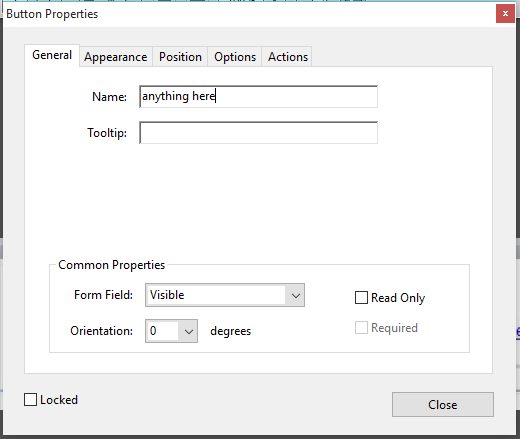 Button Properties
General Appearance Position Options Actions
Name: anything here
Tooltip:
Common Properties
Form Field: Visible Read Only
Orientation: 0 degrees Required
Locked Close